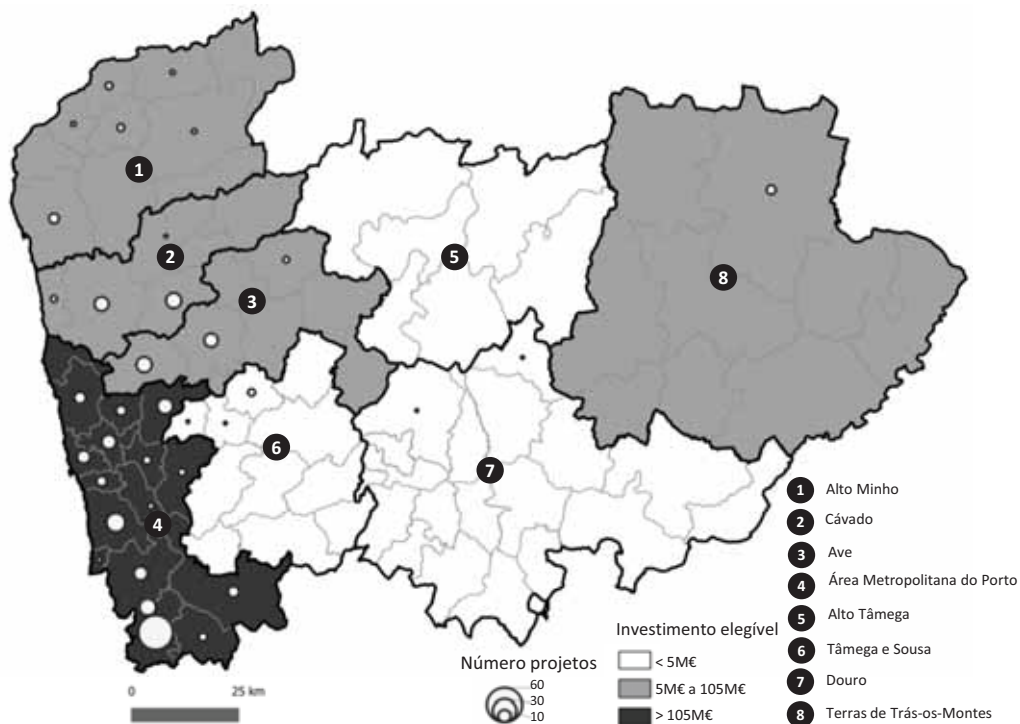 1
2
3
4
5
6
7
8
1 Alto Minho
2 Cávado
3 Ave
4 Área Metropolitana do Porto
5 Alto Tâmega
6 Tâmega e Sousa
7 Douro
8 Terras de Trás-os-Montes
Investimento elegível
< 5M€
5M€ a 105M€
> 105M€
Número projetos
60
30
10
0 25 km